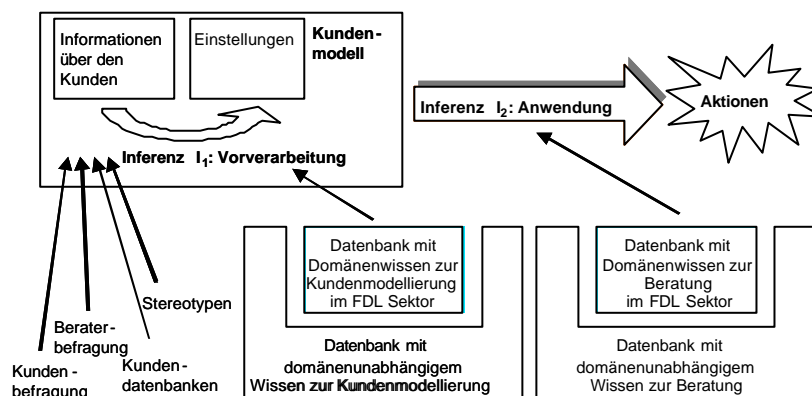 Informationen
über den
Kunden
Einstellungen
Kunden-
modell
Inferenz I₁: Vorverarbeitung
Inferenz I₂: Anwendung
Aktionen
Datenbank mit
Domänenwissen zur
Kundenmodellierung
im FDL Sektor
Datenbank mit
Domänenwissen zur
Beratung
im FDL Sektor
Stereotypen
Berater-
befragung
Kunden-
befragung
Kunden-
datenbanken
Datenbank mit
domänenunabhängigem
Wissen zur Kundenmodellierung
Datenbank mit
domänenunabhängigem
Wissen zur Beratung